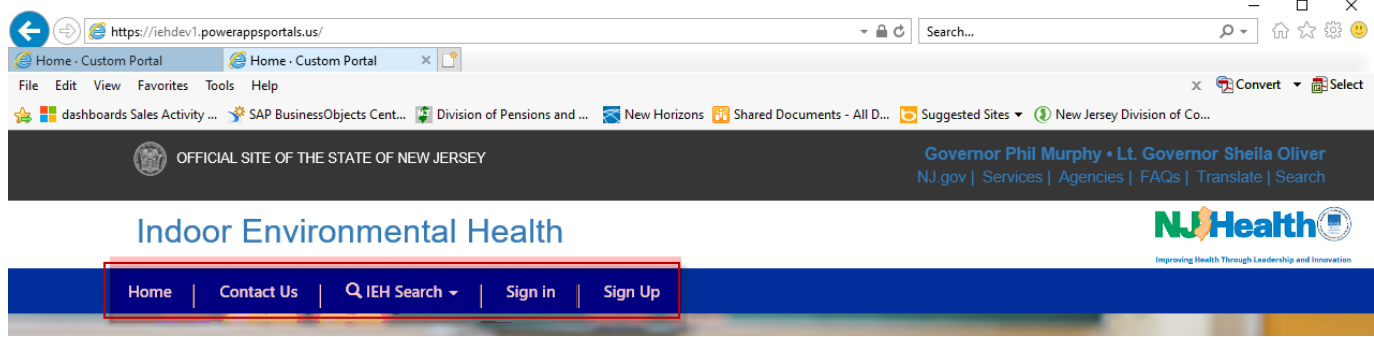 https://iehdev1.powerappsportals.us/ Search...
Home · Custom Portal Home · Custom Portal
File Edit View Favorites Tools Help Convert Select
dashboards Sales Activity ... SAP BusinessObjects Cent... Division of Pensions and ... New Horizons Shared Documents - All D... Suggested Sites New Jersey Division of Co...
OFFICIAL SITE OF THE STATE OF NEW JERSEY
Governor Phil Murphy • Lt. Governor Sheila Oliver
NJ.gov | Services | Agencies | FAQs | Translate | Search
Indoor Environmental Health
NJHealth
Improving Health Through Leadership and Innovation
Home | Contact Us | IEH Search | Sign in | Sign Up